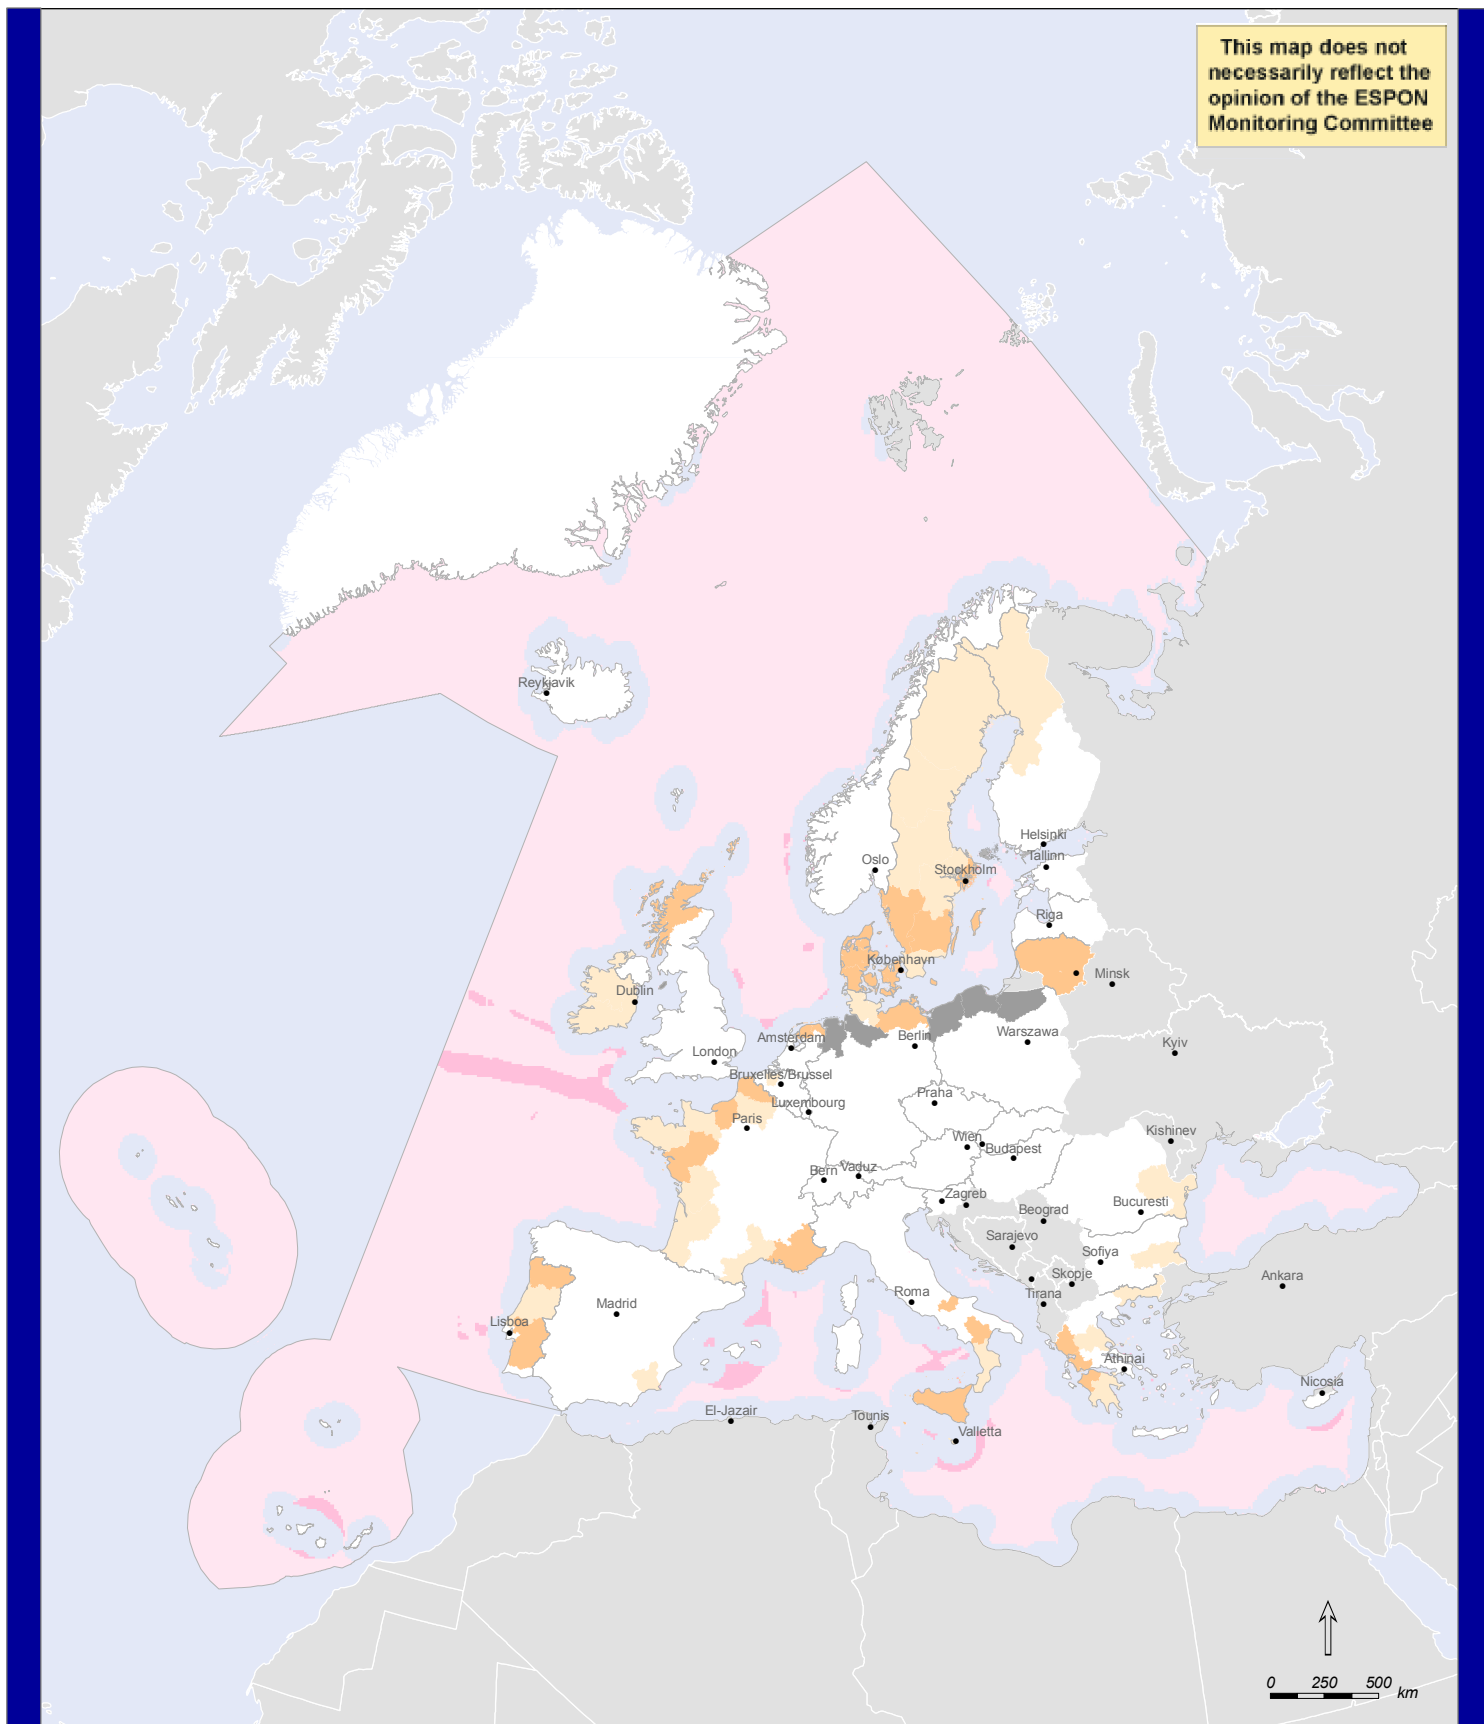 This map does not
necessarily reflect the
opinion of the ESPON
Monitoring Committee
Reykjavik
Helsinki
Tallinn
Oslo
Stockholm
Riga
København
Minsk
Dublin
Amsterdam
Berlin
Warszawa
Kyiv
London
Bruxelles/Brussel
Praha
Luxembourg
Paris
Wien
Budapest
Kishinev
Bern
Vaduz
Zagreb
Beograd
Bucuresti
Sarajevo
Sofiya
Skopje
Ankara
Roma
Tirana
Madrid
Lisboa
Athinai
Nicosia
El-Jazair
Tounis
Valletta
0 250 500
km